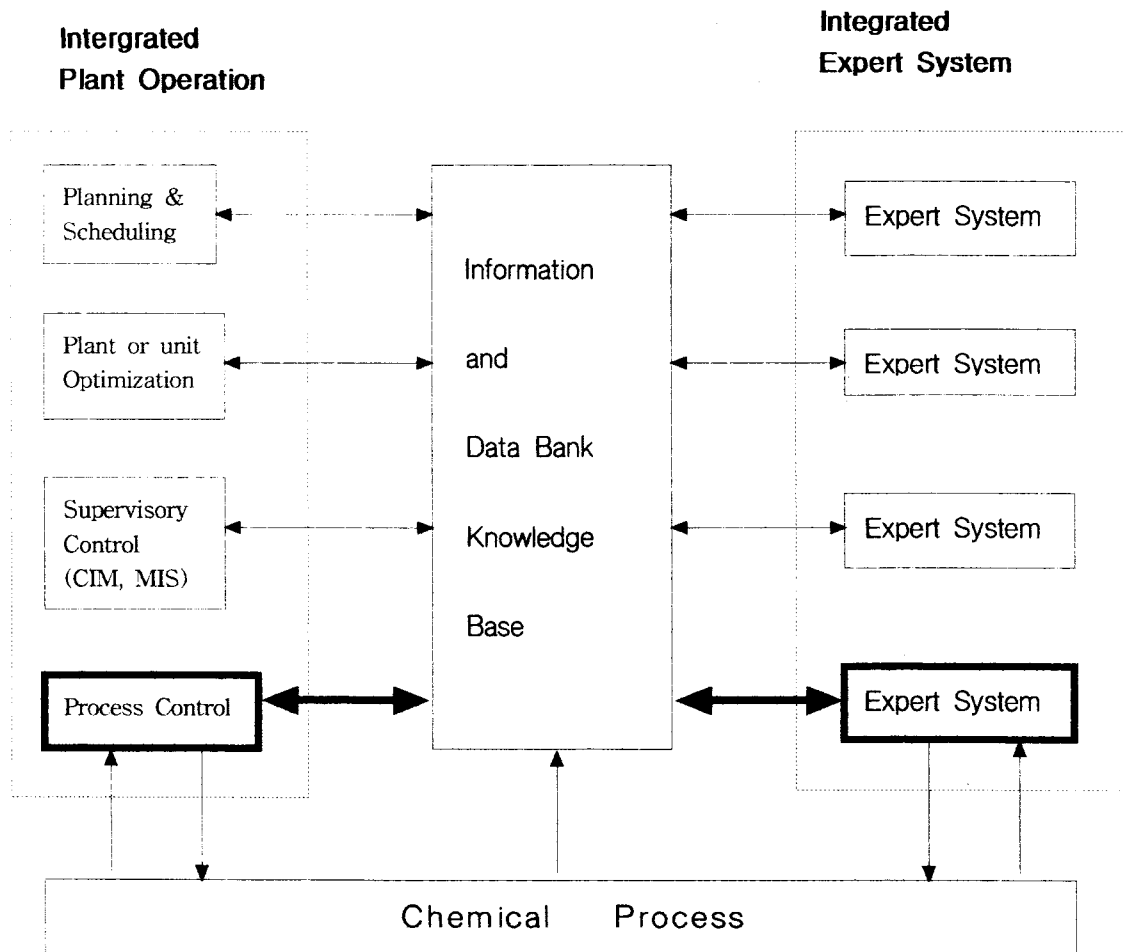 Intergrated
Plant Operation
Integrated
Expert System
Planning &
Scheduling
Plant or unit
Optimization
Supervisory
Control
(CIM, MIS)
Process Control
Information
and
Data Bank
Knowledge
Base
Expert System
Expert System
Expert System
Expert System
Chemical Process